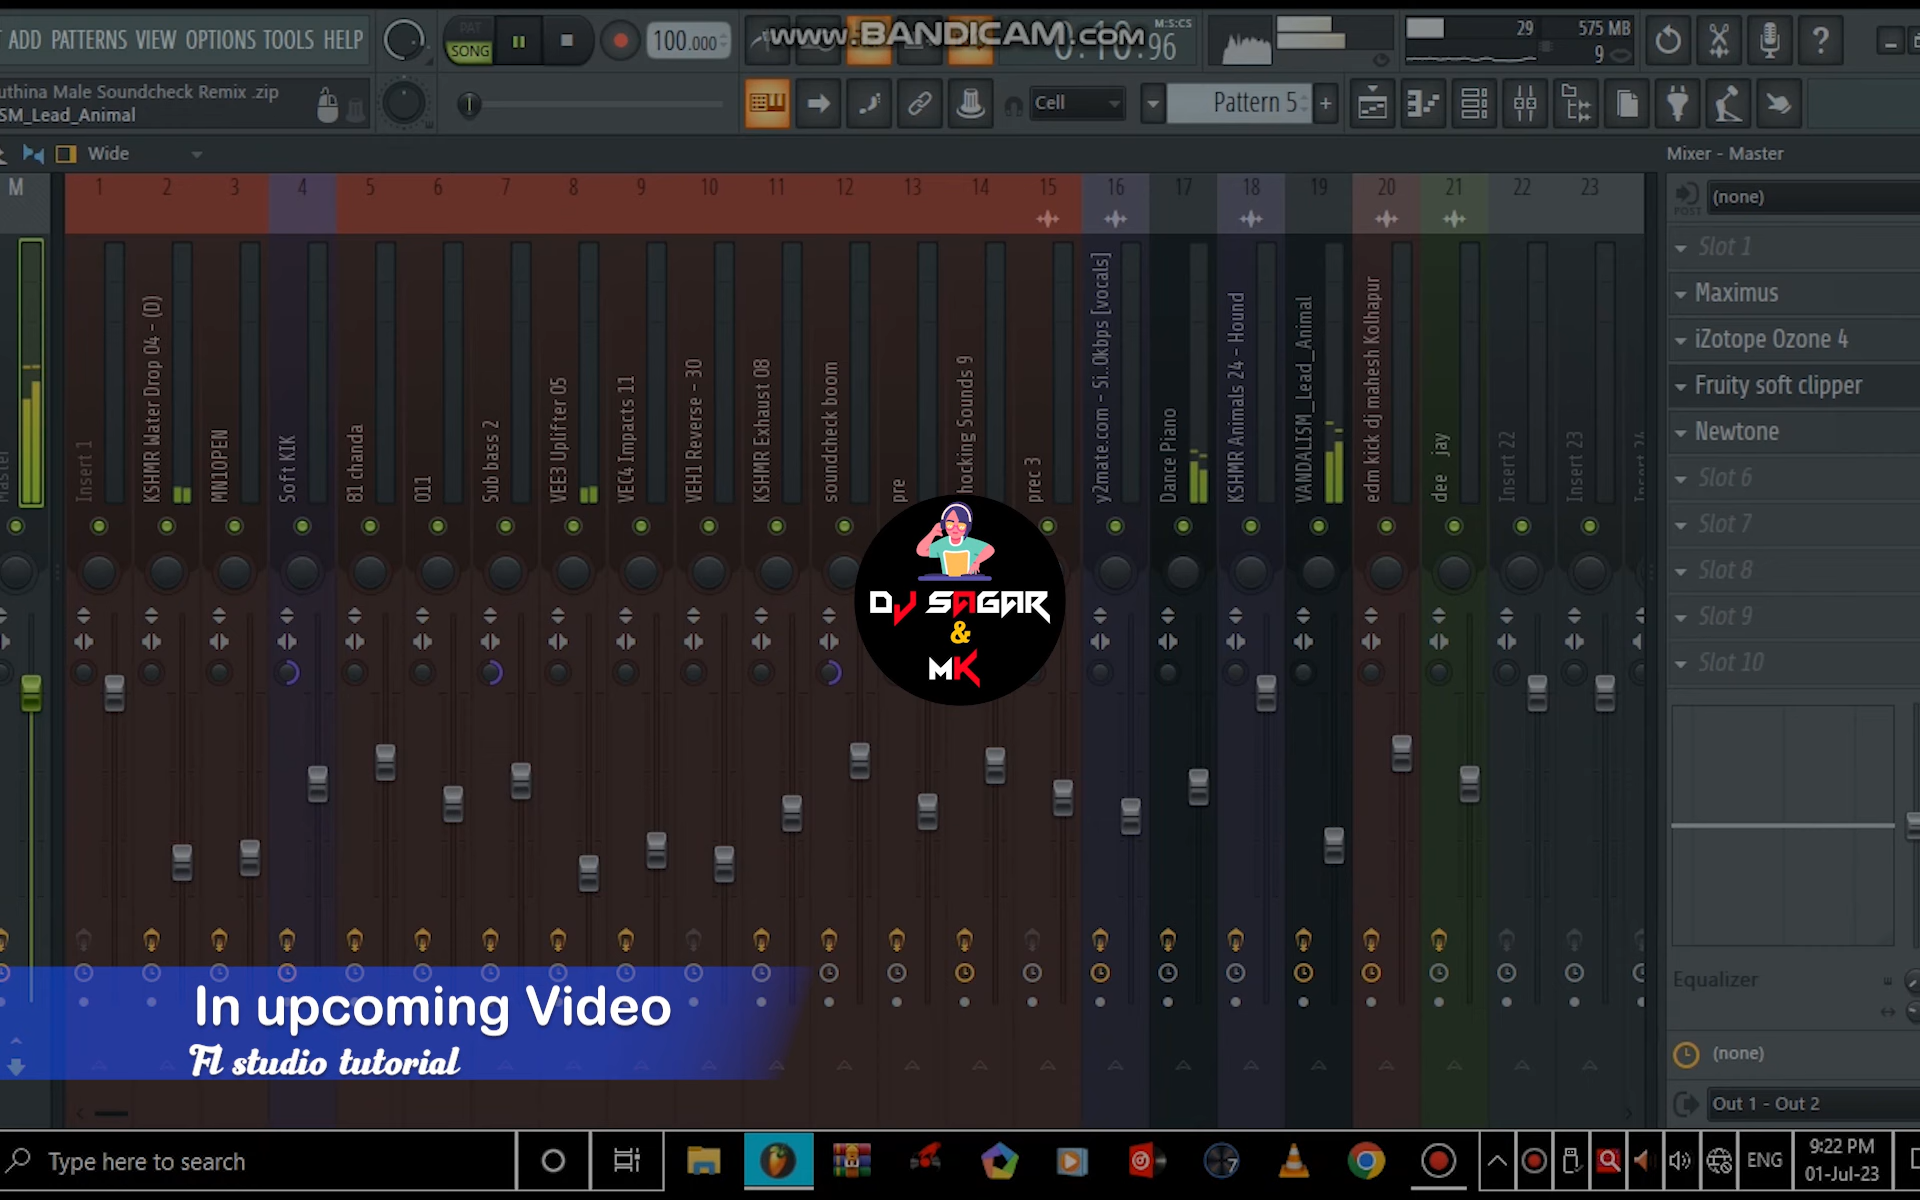 ADD PATTERNS VIEW OPTIONS TOOLS HELP
PAT
SONG
100.000
www.BANDICAM.com
M:S:CS
96
29
575 MB
9
uthina Male Soundcheck Remix .zip
SM_Lead_Animal
Cell
Pattern 5
Wide
Mixer - Master
M 1 2 3 4 5 6 7 8 9 10 11 12 13 14 15 16 17 18 19 20 21 22 23
Master
Insert 1
KSHMR Water Drop 04 - (D)
MN10PEN
Soft KIK
81 chanda
011
Sub bass 2
VEE3 Uplifter 05
VEC4 Impacts 11
VEH1 Reverse - 30
KSHMR Exhaust 08
soundcheck boom
pre
hocking Sounds 9
prec 3
y2mate.com - Si..0kbps [vocals]
Dance Piano
KSHMR Animals 24 - Hound
VANDALISM_Lead_Animal
edm kick dj mahesh Kolhapur
dee jay
Insert 22
Insert 23
POST
(none)
Slot 1
Maximus
iZotope Ozone 4
Fruity soft clipper
Newtone
Slot 6
Slot 7
Slot 8
Slot 9
Slot 10
Equalizer
(none)
Out 1 - Out 2
DJ SAGAR
&
MK
In upcoming Video
Fl studio tutorial
Type here to search
ENG
9:22 PM
01-Jul-23